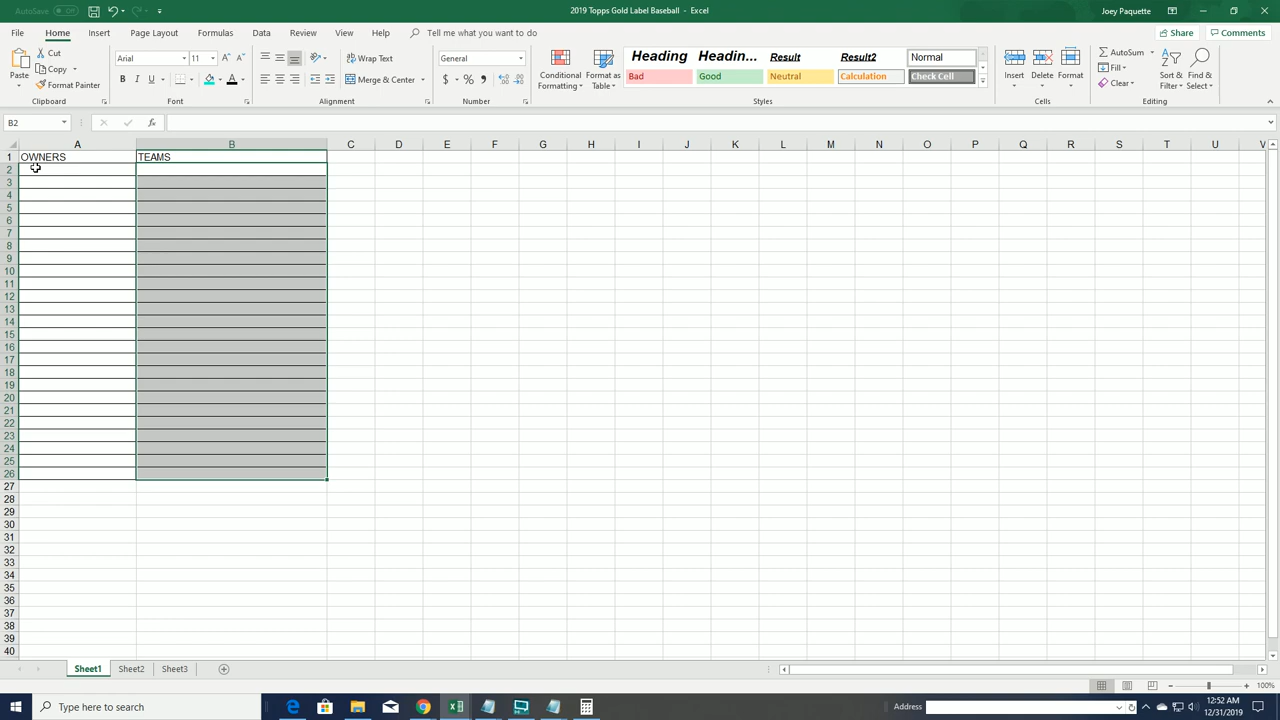 AutoSave Off
2019 Topps Gold Label Baseball - Excel
Joey Paquette
File Home Insert Page Layout Formulas Data Review View Help Tell me what you want to do
Share Comments
Paste
Cut
Copy
Format Painter
Clipboard
Arial 11
B I U
Font
Wrap Text
Merge & Center
Alignment
General
$ % ,
Number
Conditional Formatting
Format as Table
Heading Headin... Result Result2 Normal
Bad Good Neutral Calculation Check Cell
Styles
Insert Delete Format
Cells
AutoSum
Fill
Clear
Sort & Filter
Find & Select
Editing
B2
fx
A B C D E F G H I J K L M N O P Q R S T U V
1 OWNERS TEAMS
2
3
4
5
6
7
8
9
10
11
12
13
14
15
16
17
18
19
20
21
22
23
24
25
26
27
28
29
30
31
32
33
34
35
36
37
38
39
40
Sheet1 Sheet2 Sheet3
100%
Type here to search
Address
12:52 AM
12/31/2019